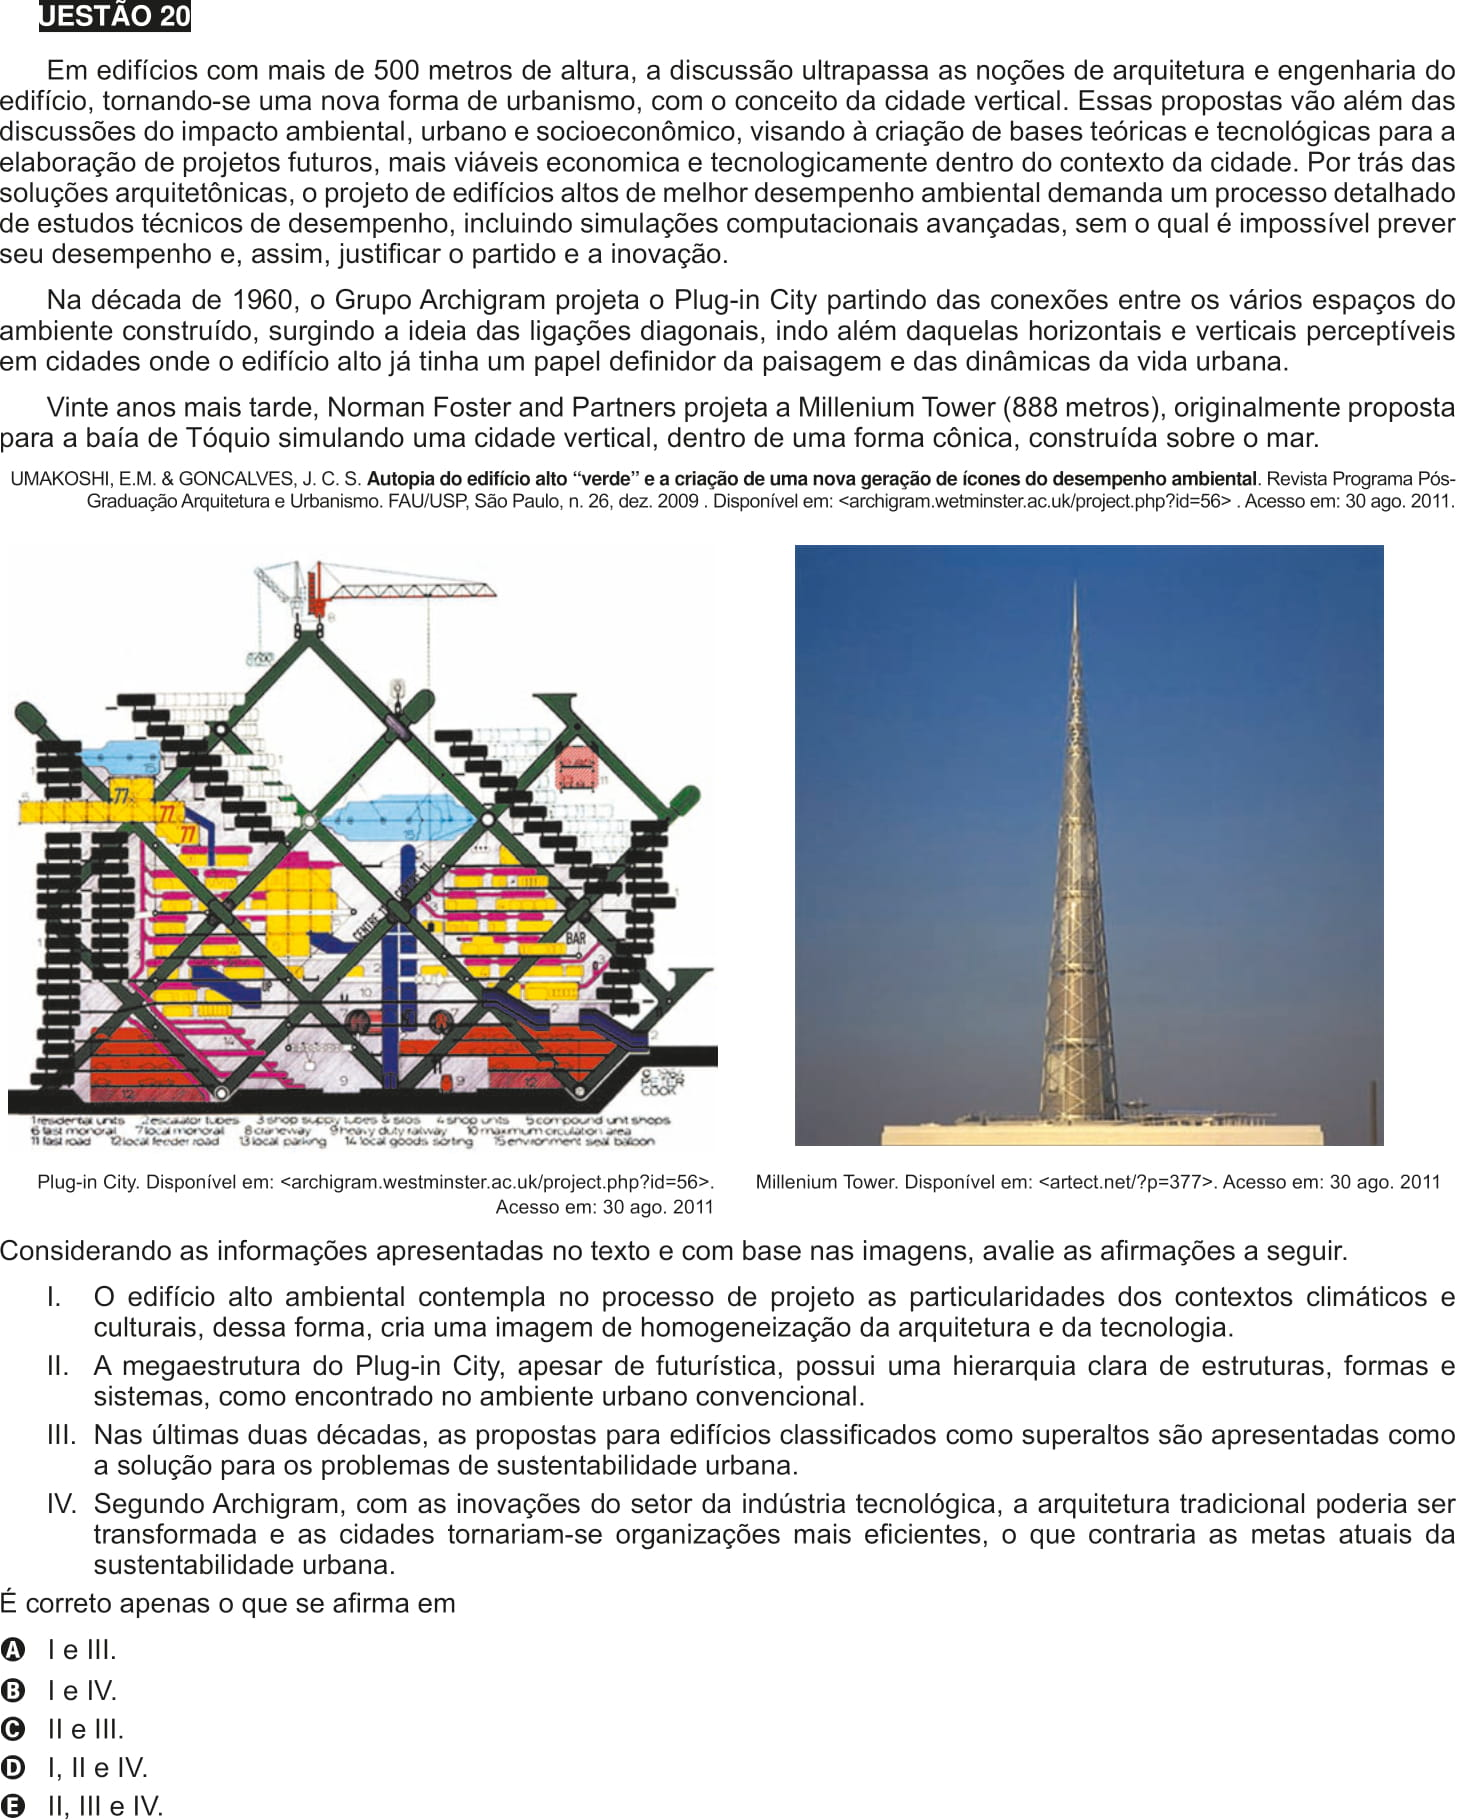 UESTÃO 20
Em edifícios com mais de 500 metros de altura, a discussão ultrapassa as noções de arquitetura e engenharia do
edifício, tornando-se uma nova forma de urbanismo, com o conceito da cidade vertical. Essas propostas vão além das
discussões do impacto ambiental, urbano e socioeconômico, visando à criação de bases teóricas e tecnológicas para a
elaboração de projetos futuros, mais viáveis economica e tecnologicamente dentro do contexto da cidade. Por trás das
soluções arquitetônicas, o projeto de edifícios altos de melhor desempenho ambiental demanda um processo detalhado
de estudos técnicos de desempenho, incluindo simulações computacionais avançadas, sem o qual é impossível prever
seu desempenho e, assim, justificar o partido e a inovação.
Na década de 1960, o Grupo Archigram projeta o Plug-in City partindo das conexões entre os vários espaços do
ambiente construído, surgindo a ideia das ligações diagonais, indo além daquelas horizontais e verticais perceptíveis
em cidades onde o edifício alto já tinha um papel definidor da paisagem e das dinâmicas da vida urbana.
Vinte anos mais tarde, Norman Foster and Partners projeta a Millenium Tower (888 metros), originalmente proposta
para a baía de Tóquio simulando uma cidade vertical, dentro de uma forma cônica, construída sobre o mar.
UMAKOSHI, E.M. & GONCALVES, J. C. S. Autopia do edifício alto “verde” e a criação de uma nova geração de ícones do desempenho ambiental. Revista Programa Pós-
Graduação Arquitetura e Urbanismo. FAU/USP, São Paulo, n. 26, dez. 2009 . Disponível em: <archigram.wetminster.ac.uk/project.php?id=56> . Acesso em: 30 ago. 2011.
77
77
77
15
15
11
CENTRE
BAR
UP
10
14
12
9
9
PETER
COOK
1 residential units 2 escalator tubes 3 shop supply tubes & silos 4 shop units 5 compound unit shops
6 fast monorail 7 local monorail 8 craneway 9 heavy duty railway 10 maximum circulation area
11 fast road 12 local feeder road 13 local parking 14 local goods sorting 15 environment seal balloon
Plug-in City. Disponível em: <archigram.westminster.ac.uk/project.php?id=56>.
Acesso em: 30 ago. 2011
Millenium Tower. Disponível em: <artect.net/?p=377>. Acesso em: 30 ago. 2011
Considerando as informações apresentadas no texto e com base nas imagens, avalie as afirmações a seguir.
I. O edifício alto ambiental contempla no processo de projeto as particularidades dos contextos climáticos e
culturais, dessa forma, cria uma imagem de homogeneização da arquitetura e da tecnologia.
II. A megaestrutura do Plug-in City, apesar de futurística, possui uma hierarquia clara de estruturas, formas e
sistemas, como encontrado no ambiente urbano convencional.
III. Nas últimas duas décadas, as propostas para edifícios classificados como superaltos são apresentadas como
a solução para os problemas de sustentabilidade urbana.
IV. Segundo Archigram, com as inovações do setor da indústria tecnológica, a arquitetura tradicional poderia ser
transformada e as cidades tornariam-se organizações mais eficientes, o que contraria as metas atuais da
sustentabilidade urbana.
É correto apenas o que se afirma em
A I e III.
B I e IV.
C II e III.
D I, II e IV.
E II, III e IV.